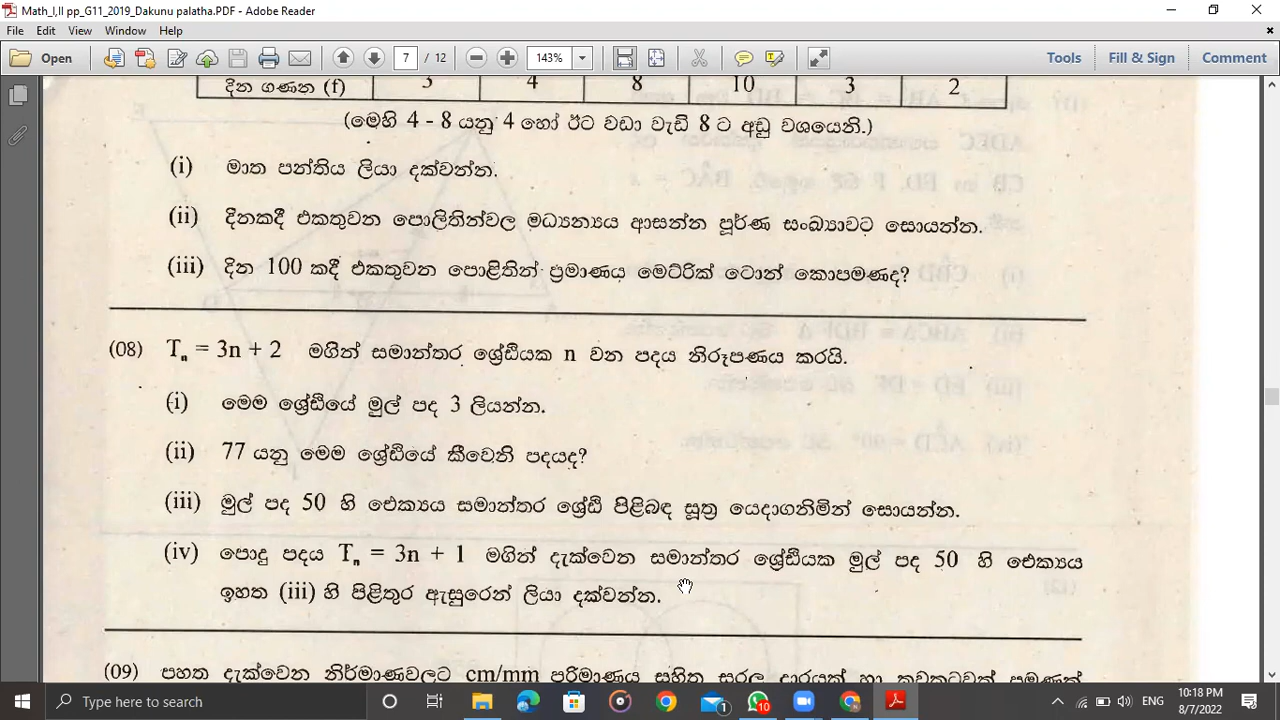 Math_I,II pp_G11_2019_Dakunu palatha.PDF - Adobe Reader
File Edit View Window Help
Open 7 / 12 143% Tools Fill & Sign Comment
දින ගණන (f) 4 8 10 3 2
(මෙහි 4 - 8 යනු 4 හෝ ඊට වඩා වැඩි 8 ට අඩු වශයෙනි.)
(i) මාත පන්තිය ලියා දක්වන්න.
(ii) දිනකදී එකතුවන පොලිතින්වල මධ්‍යන්‍යය ආසන්න පූර්ණ සංඛ්‍යාවට සොයන්න.
(iii) දින 100 කදී එකතුවන පොළිතින් ප්‍රමාණය මෙට්රික් ටොන් කොපමණද?
(08) Tₙ = 3n + 2 මගින් සමාන්තර ශ්‍රේඪියක n වන පදය නිරූපණය කරයි.
(i) මෙම ශ්‍රේඪියේ මුල් පද 3 ලියන්න.
(ii) 77 යනු මෙම ශ්‍රේඪියේ කීවෙනි පදයද?
(iii) මුල් පද 50 හි ඓක්‍යය සමාන්තර ශ්‍රේඪි පිළිබඳ සූත්‍ර යෙදාගනිමින් සොයන්න.
(iv) පොදු පදය Tₙ = 3n + 1 මගින් දැක්වෙන සමාන්තර ශ්‍රේඪියක මුල් පද 50 හි ඓක්‍යය
ඉහත (iii) හි පිළිතුර ඇසුරෙන් ලියා දක්වන්න.
(09) පහත දැක්වෙන නිර්මාණවලට cm/mm පරිමාණය සහිත සරල දාරයක් හා කවකටුවක් පමණක්
Type here to search
1 10 ENG 10:18 PM
8/7/2022